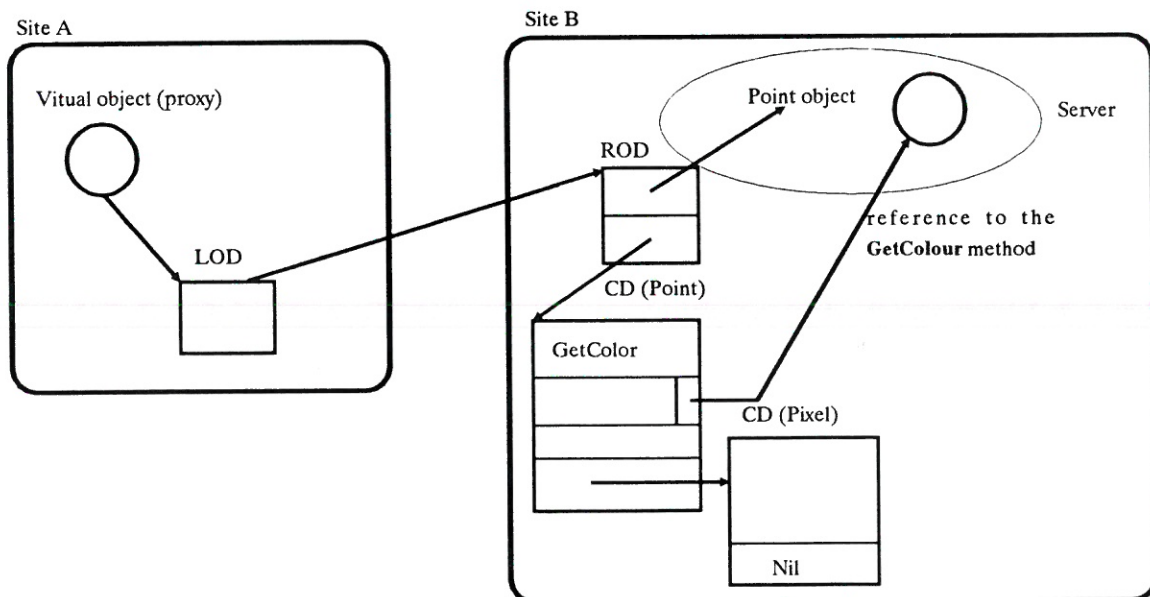 Site A
Site B
Vitual object (proxy)
Point object
Server
ROD
reference to the
GetColour method
LOD
CD (Point)
GetColor
CD (Pixel)
Nil